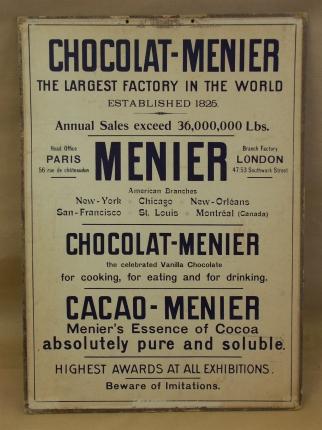 CHOCOLAT-MENIER
THE LARGEST FACTORY IN THE WORLD
ESTABLISHED 1825.
Annual Sales exceed 36,000,000 Lbs.
Head Office
PARIS
56 rue de châteaudun
MENIER
Branch Factory
LONDON
47.53 Southwark Street
American Branches
New-York Chicago New-Orléans
San-Francisco St. Louis Montréal (Canada)
CHOCOLAT-MENIER
the celebrated Vanilla Chocolate
for cooking, for eating and for drinking.
CACAO-MENIER
Menier's Essence of Cocoa
absolutely pure and soluble.
HIGHEST AWARDS AT ALL EXHIBITIONS.
Beware of Imitations.